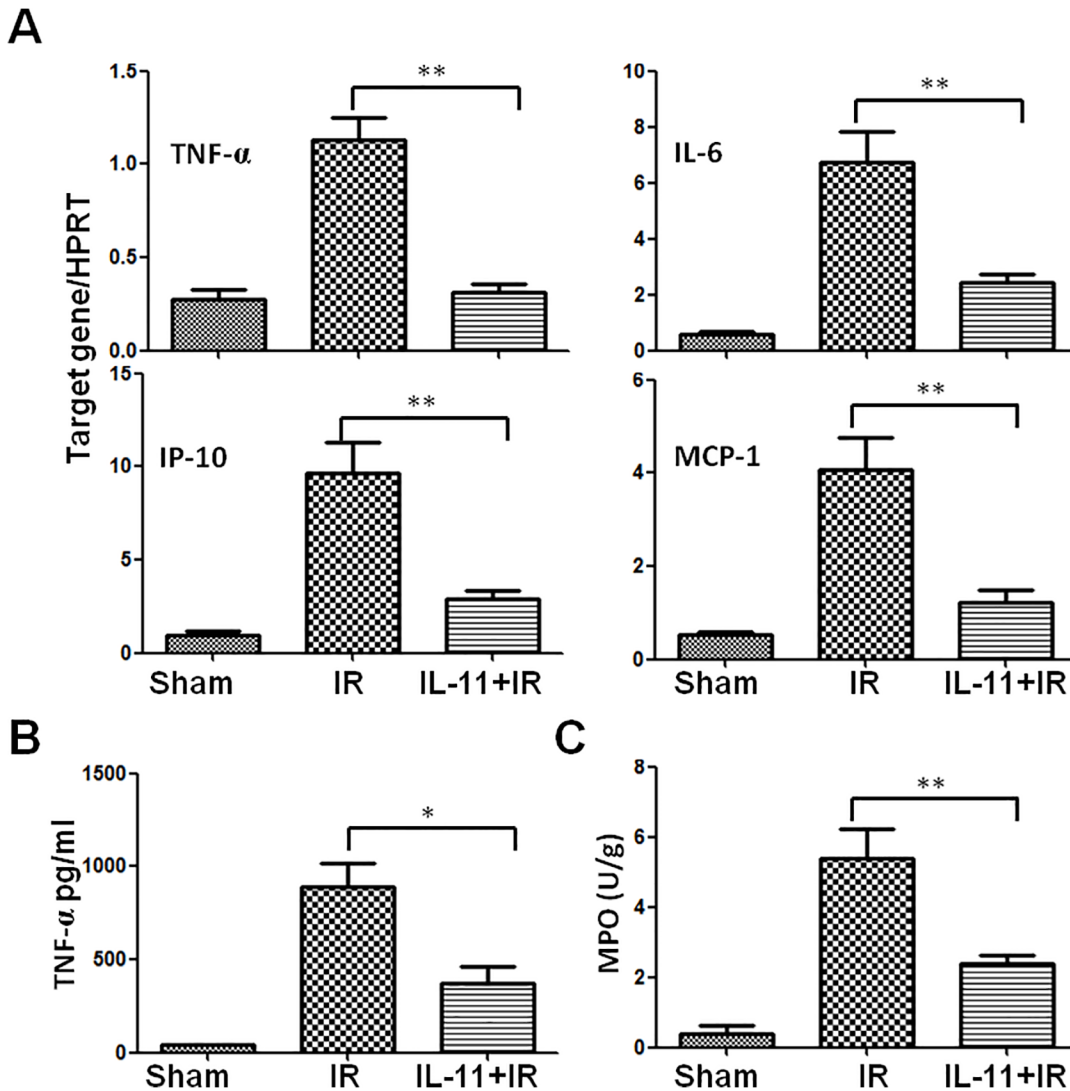 A
Target gene/HPRT
1.5
1.0
0.5
0.0
TNF-α
**
10
8
6
4
2
0
IL-6
**
15
10
5
0
IP-10
**
Sham IR IL-11+IR
6
4
2
0
MCP-1
**
Sham IR IL-11+IR
B
TNF-α pg/ml
1500
1000
500
0
*
Sham IR IL-11+IR
C
MPO (U/g)
8
6
4
2
0
**
Sham IR IL-11+IR